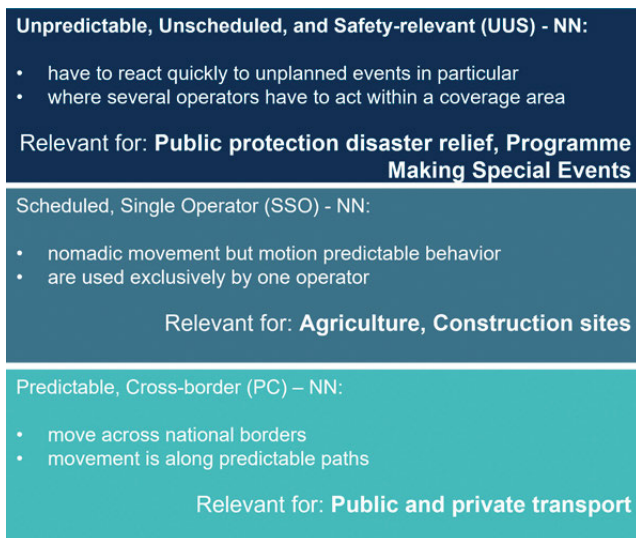 Unpredictable, Unscheduled, and Safety-relevant (UUS) - NN:
• have to react quickly to unplanned events in particular
• where several operators have to act within a coverage area
Relevant for: Public protection disaster relief, Programme
Making Special Events
Scheduled, Single Operator (SSO) - NN:
• nomadic movement but motion predictable behavior
• are used exclusively by one operator
Relevant for: Agriculture, Construction sites
Predictable, Cross-border (PC) – NN:
• move across national borders
• movement is along predictable paths
Relevant for: Public and private transport